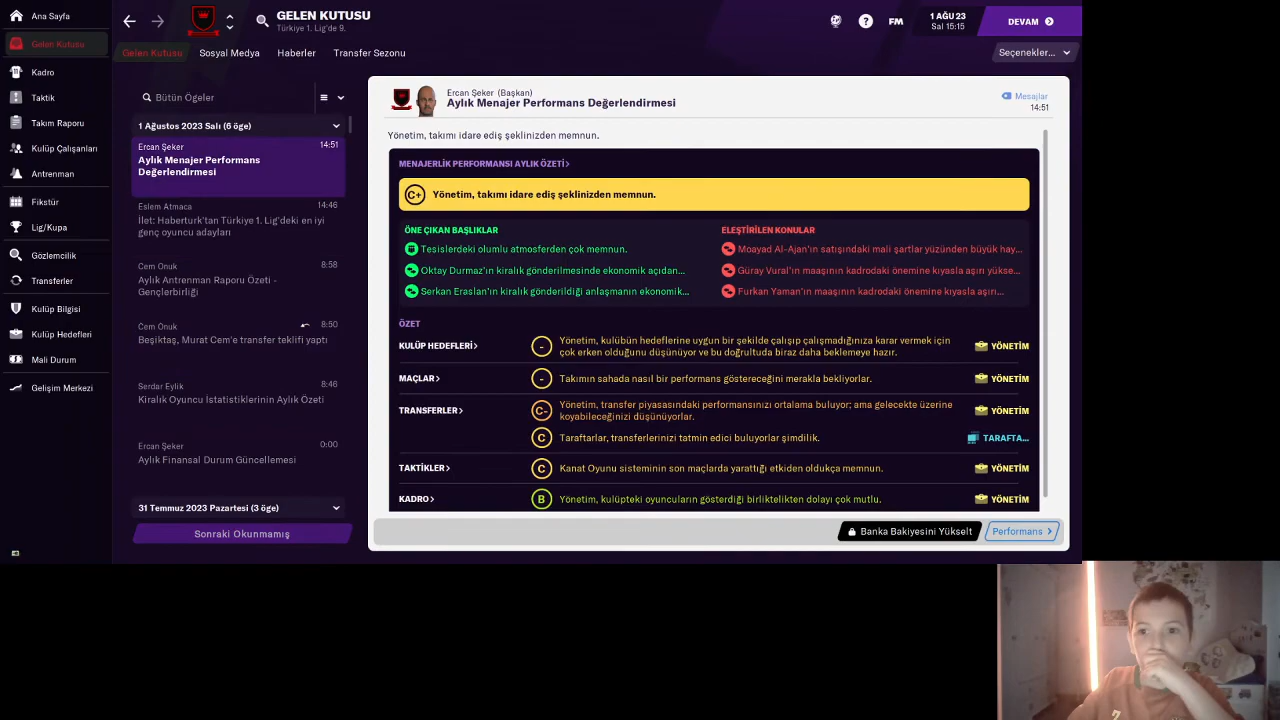 Ana Sayfa
Gelen Kutusu
Kadro
Taktik
Takım Raporu
Kulüp Çalışanları
Antrenman
Fikstür
Lig/Kupa
Gözlemcilik
Transferler
Kulüp Bilgisi
Kulüp Hedefleri
Mali Durum
Gelişim Merkezi
GELEN KUTUSU
Türkiye 1. Lig'de 9.
FM
1 AĞU 23
Sal 15:15
DEVAM
Gelen Kutusu
Sosyal Medya
Haberler
Transfer Sezonu
Seçenekler...
Bütün Ögeler
1 Ağustos 2023 Salı (6 öge)
Ercan Şeker
14:51
Aylık Menajer Performans
Değerlendirmesi
Eslem Atmaca
14:46
İlet: Haberturk'tan Türkiye 1. Lig'deki en iyi
genç oyuncu adayları
Cem Onuk
8:58
Aylık Antrenman Raporu Özeti -
Gençlerbirliği
Cem Onuk
8:50
Beşiktaş, Murat Cem'e transfer teklifi yaptı
Serdar Eylik
8:46
Kiralık Oyuncu İstatistiklerinin Aylık Özeti
Ercan Şeker
0:00
Aylık Finansal Durum Güncellemesi
31 Temmuz 2023 Pazartesi (3 öge)
Sonraki Okunmamış
Ercan Şeker (Başkan)
Aylık Menajer Performans Değerlendirmesi
Mesajlar
14:51
Yönetim, takımı idare ediş şeklinizden memnun.
MENAJERLİK PERFORMANSI AYLIK ÖZETİ>
C+ Yönetim, takımı idare ediş şeklinizden memnun.
ÖNE ÇIKAN BAŞLIKLAR
Tesislerdeki olumlu atmosferden çok memnun.
Oktay Durmaz'ın kiralık gönderilmesinde ekonomik açıdan...
Serkan Eraslan'ın kiralık gönderildiği anlaşmanın ekonomik...
ELEŞTİRİLEN KONULAR
Moayad Al-Ajan'ın satışındaki mali şartlar yüzünden büyük hay...
Güray Vural'ın maaşının kadrodaki önemine kıyasla aşırı yükse...
Furkan Yaman'ın maaşının kadrodaki önemine kıyasla aşırı...
ÖZET
KULÜP HEDEFLERİ>
-
Yönetim, kulübün hedeflerine uygun bir şekilde çalışıp çalışmadığınıza karar vermek için
çok erken olduğunu düşünüyor ve bu doğrultuda biraz daha beklemeye hazır.
YÖNETİM
MAÇLAR>
-
Takımın sahada nasıl bir performans göstereceğini merakla bekliyorlar.
YÖNETİM
TRANSFERLER>
C-
Yönetim, transfer piyasasındaki performansınızı ortalama buluyor; ama gelecekte üzerine
koyabileceğinizi düşünüyorlar.
YÖNETİM
C
Taraftarlar, transferlerinizi tatmin edici buluyorlar şimdilik.
TARAFTA...
TAKTİKLER>
C
Kanat Oyunu sisteminin son maçlarda yarattığı etkiden oldukça memnun.
YÖNETİM
KADRO>
B
Yönetim, kulüpteki oyuncuların gösterdiği birliktelikten dolayı çok mutlu.
YÖNETİM
Banka Bakiyesini Yükselt
Performans >